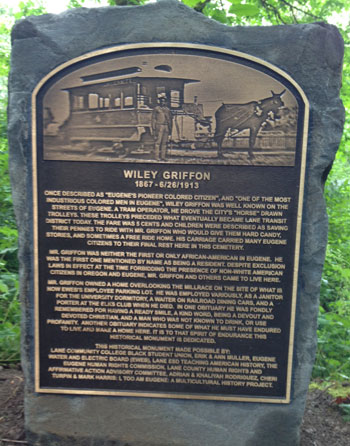 WILEY GRIFFON
1867 - 6/26/1913
ONCE DESCRIBED AS "EUGENE'S PIONEER COLORED CITIZEN", AND "ONE OF THE MOST
INDUSTRIOUS COLORED MEN IN EUGENE", WILEY GRIFFON WAS WELL KNOWN ON THE
STREETS OF EUGENE. A TRAM OPERATOR, HE DROVE THE CITY'S "HORSE" DRAWN
TROLLEYS. THESE TROLLEYS PRECEDED WHAT EVENTUALLY BECAME LANE TRANSIT
DISTRICT TODAY. THE FARE WAS 5 CENTS AND CHILDREN WERE DESCRIBED AS SAVING
THEIR PENNIES TO RIDE WITH MR. GRIFFON WHO WOULD GIVE THEM HARD CANDY,
STORIES, AND SOMETIMES A FREE RIDE HOME. HIS CARRIAGE CARRIED MANY EUGENE
CITIZENS TO THEIR FINAL REST HERE IN THIS CEMETERY.
MR. GRIFFON WAS NEITHER THE FIRST OR ONLY AFRICAN-AMERICAN IN EUGENE, HE
WAS THE FIRST ONE MENTIONED BY NAME AS BEING A RESIDENT. DESPITE EXCLUSION
LAWS IN EFFECT AT THE TIME FORBIDDING THE PRESENCE OF NON-WHITE AMERICAN
CITIZENS IN OREGON AND EUGENE, MR. GRIFFON AND OTHERS CAME TO LIVE HERE.
MR. GRIFFON OWNED A HOME OVERLOOKING THE MILLRACE ON THE SITE OF WHAT IS
NOW EWEB'S EMPLOYEE PARKING LOT. HE WAS EMPLOYED VARIOUSLY, AS A JANITOR
FOR THE UNIVERSITY DORMITORY, A WAITER ON RAILROAD DINING CARS, AND A
PORTER AT THE ELKS CLUB WHEN HE DIED. IN ONE OBITUARY HE WAS FONDLY
REMEMBERED FOR HAVING A READY SMILE, A KIND WORD, BEING A DEVOUT AND
DEVOTED CHRISTIAN, AND A MAN WHO WAS NOT KNOWN TO DRINK, OR USE
PROFANITY. ANOTHER OBITUARY INDICATES SOME OF WHAT HE MUST HAVE ENDURED
TO LIVE AND MAKE A HOME HERE. IT IS TO THAT SPIRIT OF ENDURANCE THIS
HISTORICAL MONUMENT IS DEDICATED.
THIS HISTORICAL MONUMENT MADE POSSIBLE BY:
LANE COMMUNITY COLLEGE BLACK STUDENT UNION, ERIK & ANN MULLER, EUGENE
WATER AND ELECTRIC BOARD (EWEB), LANE ESD TEACHING AMERICAN HISTORY, THE
EUGENE HUMAN RIGHTS COMMISSION, LANE COUNTY HUMAN RIGHTS AND
AFFIRMATIVE ACTION ADVISORY COMMITTEE, ADRIAN & KHALIYAH RODRIGUEZ, CHERI
TURPIN & MARK HARRIS: I, TOO AM EUGENE: A MULTICULTURAL HISTORY PROJECT.